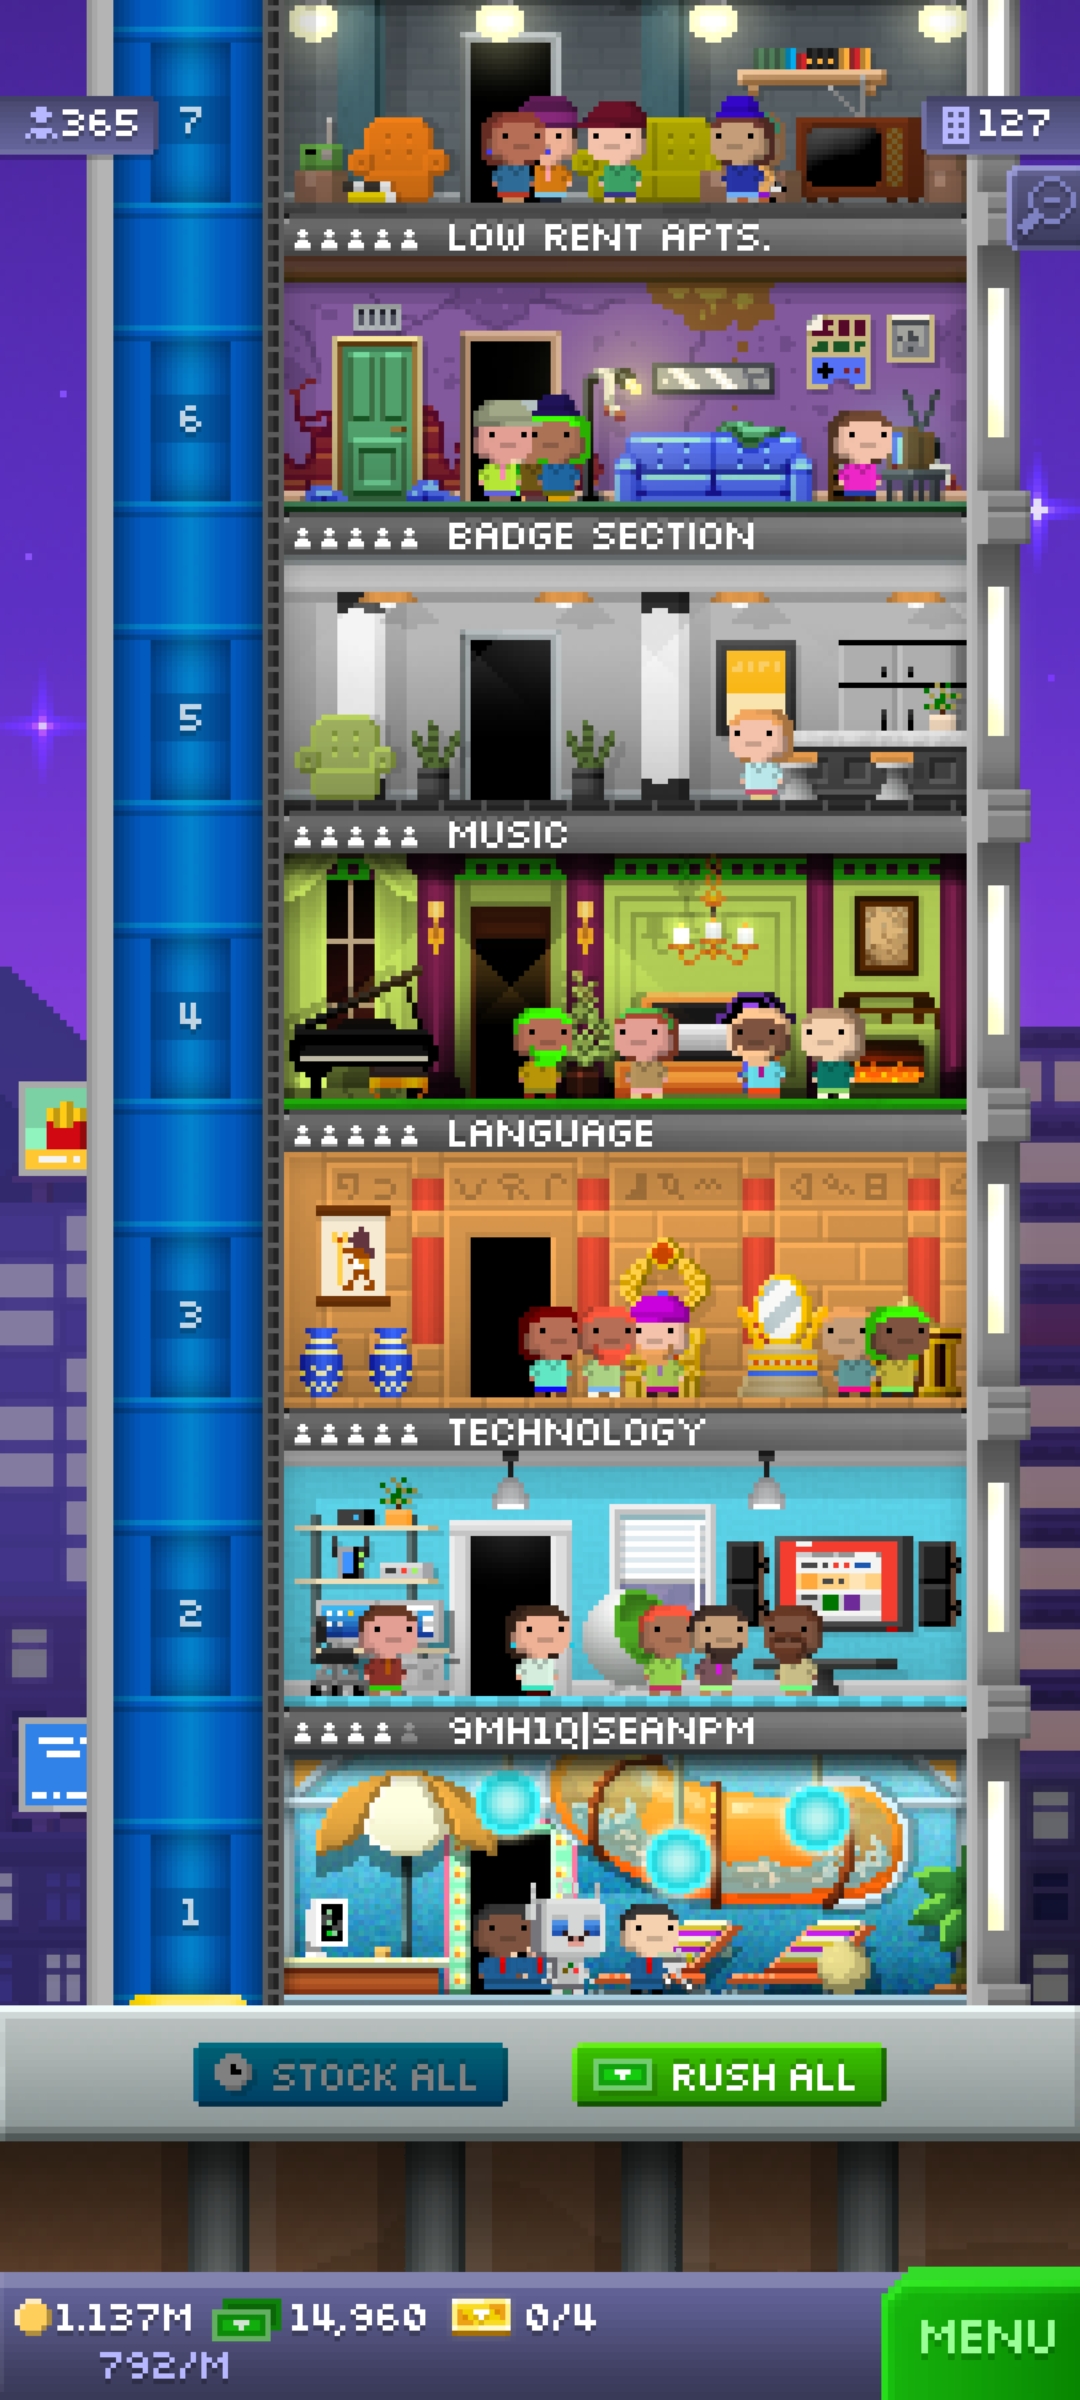 365
7
127
LOW RENT APTS.
6
BADGE SECTION
5
MUSIC
4
LANGUAGE
3
TECHNOLOGY
2
9MH1Q|SEANPM
1
STOCK ALL
RUSH ALL
1.137M 14,960 0/4
792/M
MENU